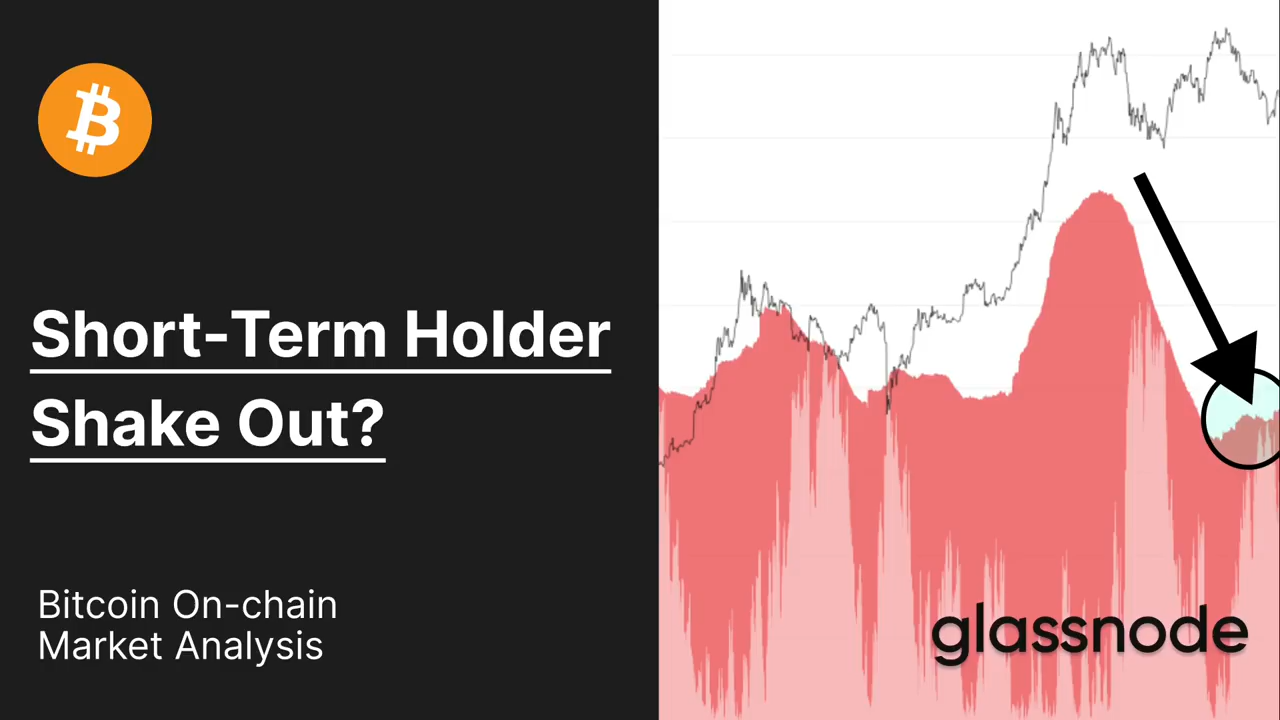 Short-Term Holder
Shake Out?
Bitcoin On-chain
Market Analysis
glassnode